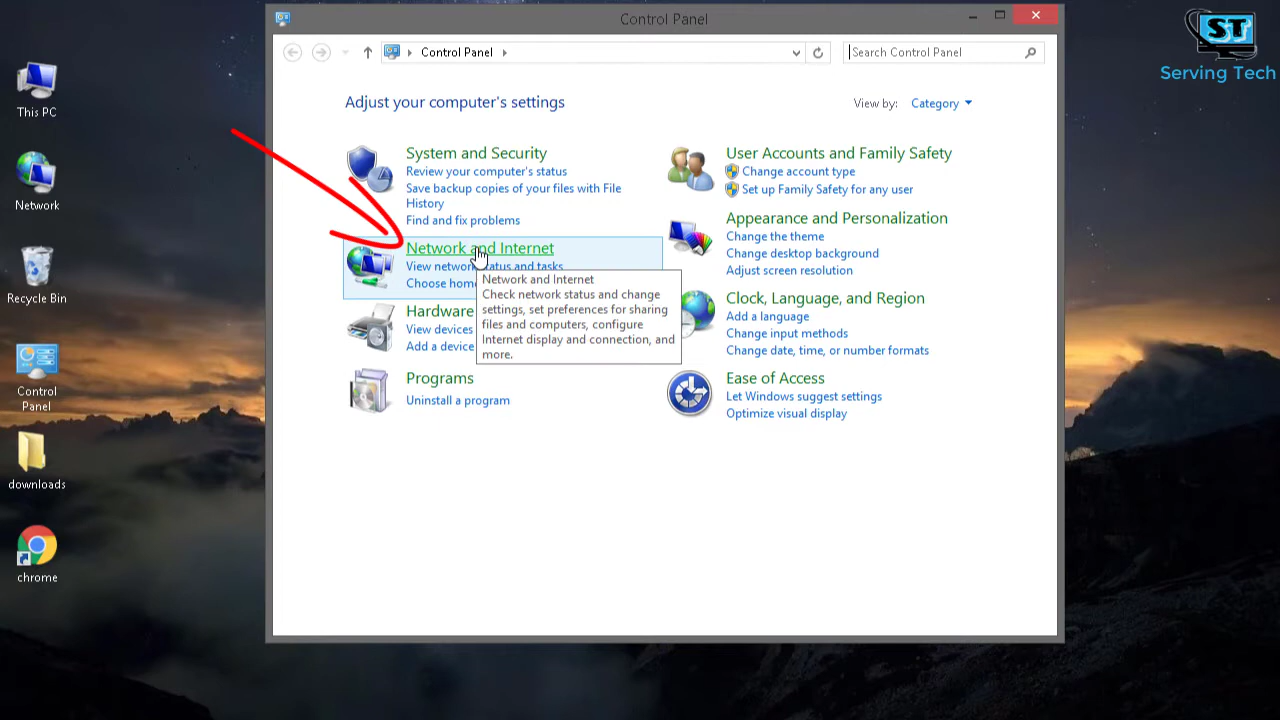 Control Panel
Control Panel
Search Control Panel
ST
Serving Tech
This PC
Network
Recycle Bin
Control
Panel
downloads
chrome
Adjust your computer's settings
View by: Category
System and Security
Review your computer's status
Save backup copies of your files with File
History
Find and fix problems
Network and Internet
View network status and tasks
Choose home
Network and Internet
Check network status and change
settings, set preferences for sharing
files and computers, configure
Internet display and connection, and
more.
Hardware
View devices
Add a device
Programs
Uninstall a program
User Accounts and Family Safety
Change account type
Set up Family Safety for any user
Appearance and Personalization
Change the theme
Change desktop background
Adjust screen resolution
Clock, Language, and Region
Add a language
Change input methods
Change date, time, or number formats
Ease of Access
Let Windows suggest settings
Optimize visual display